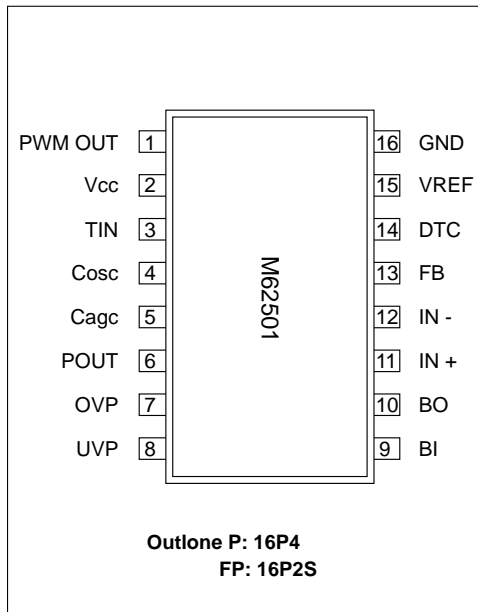 PWM OUT 1 16 GND
Vcc 2 15 VREF
TIN 3 14 DTC
Cosc 4 13 FB
Cagc 5 12 IN -
POUT 6 11 IN +
OVP 7 10 BO
UVP 8 9 BI
M62501
Outlone P: 16P4
FP: 16P2S